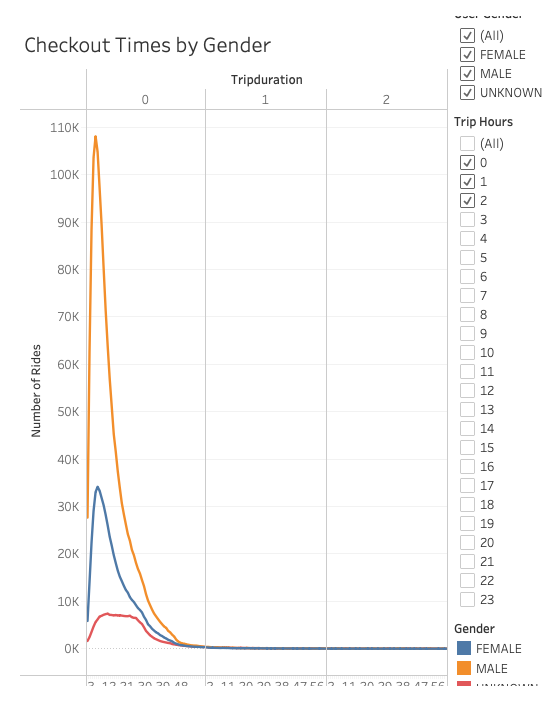 Checkout Times by Gender
Tripduration
0 1 2
110K
100K
90K
80K
70K
60K
50K
40K
30K
20K
10K
0K
Number of Rides
User Gender
(All)
FEMALE
MALE
UNKNOWN
Trip Hours
(All)
0
1
2
3
4
5
6
7
8
9
10
11
12
13
14
15
16
17
18
19
20
21
22
23
Gender
FEMALE
MALE
UNKNOWN